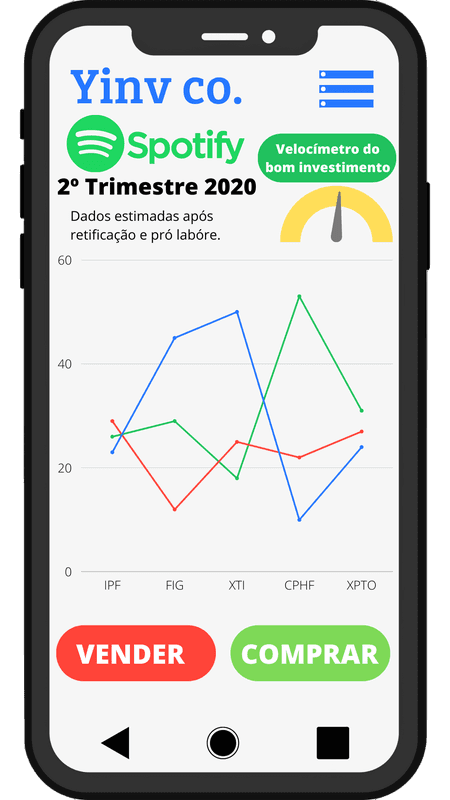 Yinv co.
Spotify
Velocímetro do
bom investimento
2º Trimestre 2020
Dados estimadas após
retificação e pró labóre.
60
40
20
0
IPF FIG XTI CPHF XPTO
VENDER COMPRAR